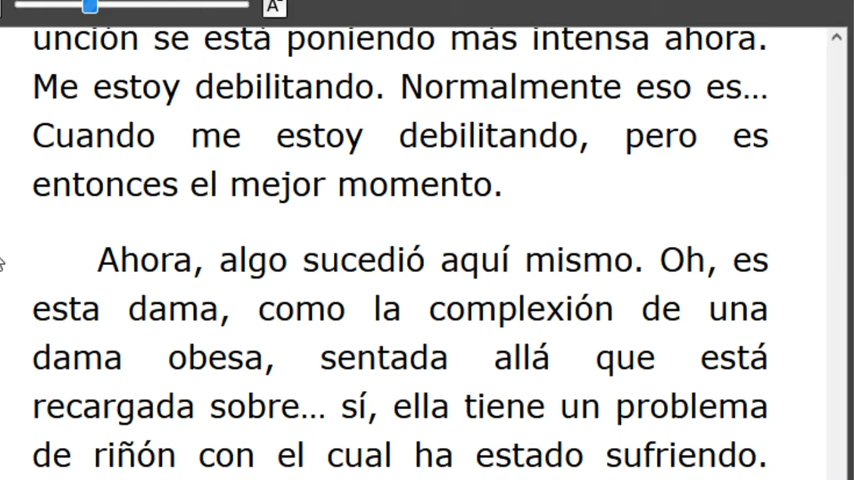 A
unción se está poniendo más intensa ahora.
Me estoy debilitando. Normalmente eso es...
Cuando me estoy debilitando, pero es
entonces el mejor momento.
Ahora, algo sucedió aquí mismo. Oh, es
esta dama, como la complexión de una
dama obesa, sentada allá que está
recargada sobre... sí, ella tiene un problema
de riñón con el cual ha estado sufriendo.